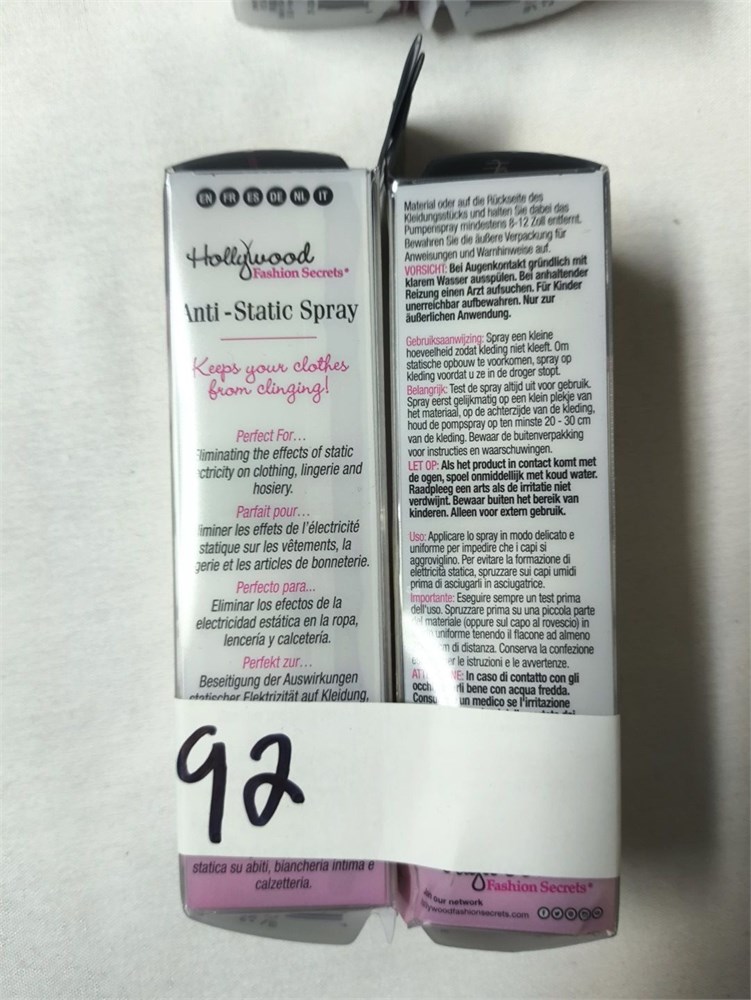 EN FR ES DE NL IT
Hollywood
Fashion Secrets®
Anti-Static Spray
Keeps your clothes
from clinging!
Perfect For...
liminating the effects of static
ctricity on clothing, lingerie and
hosiery.
Parfait pour...
iminer les effets de l'électricité
statique sur les vêtements, la
gerie et les articles de bonneterie.
Perfecto para...
Eliminar los efectos de la
electricidad estática en la ropa,
lencería y calcetería.
Perfekt zur...
Beseitigung der Auswirkungen
statischer Elektrizität auf Kleidung,
92
statica su abiti, biancheria intima e
calzetteria.
Material oder auf die Rückseite des
Kleidungsstücks und halten Sie dabei das
Pumpenspray mindestens 8-12 Zoll entfernt.
Bewahren Sie die äußere Verpackung für
Anweisungen und Warnhinweise auf.
VORSICHT: Bei Augenkontakt gründlich mit
klarem Wasser ausspülen. Bei anhaltender
Reizung einen Arzt aufsuchen. Für Kinder
unerreichbar aufbewahren. Nur zur
äußerlichen Anwendung.
Gebruiksaanwijzing: Spray een kleine
hoeveelheid zodat kleding niet kleeft. Om
statische opbouw te voorkomen, spray op
kleding voordat u ze in de droger stopt.
Belangrijk: Test de spray altijd uit voor gebruik.
Spray eerst gelijkmatig op een klein plekje van
het materiaal, op de achterzijde van de kleding,
houd de pompspray op ten minste 20 - 30 cm
van de kleding. Bewaar de buitenverpakking
voor instructies en waarschuwingen.
LET OP: Als het product in contact komt met
de ogen, spoel onmiddellijk met koud water.
Raadpleeg een arts als de irritatie niet
verdwijnt. Bewaar buiten het bereik van
kinderen. Alleen voor extern gebruik.
Uso: Applicare lo spray in modo delicato e
uniforme per impedire che i capi si
aggroviglino. Per evitare la formazione di
elettricità statica, spruzzare sui capi umidi
prima di asciugarli in asciugatrice.
Importante: Eseguire sempre un test prima
dell'uso. Spruzzare prima su una piccola parte
materiale (oppure sul capo al rovescio) in
uniforme tenendo il flacone ad almeno
m di distanza. Conserva la confezione
er le istruzioni e le avvertenze.
NE: In caso di contatto con gli
occh rli bene con acqua fredda.
Consu un medico se l'irritazione
Fashion Secrets®
our network
llywoodfashionsecrets.com